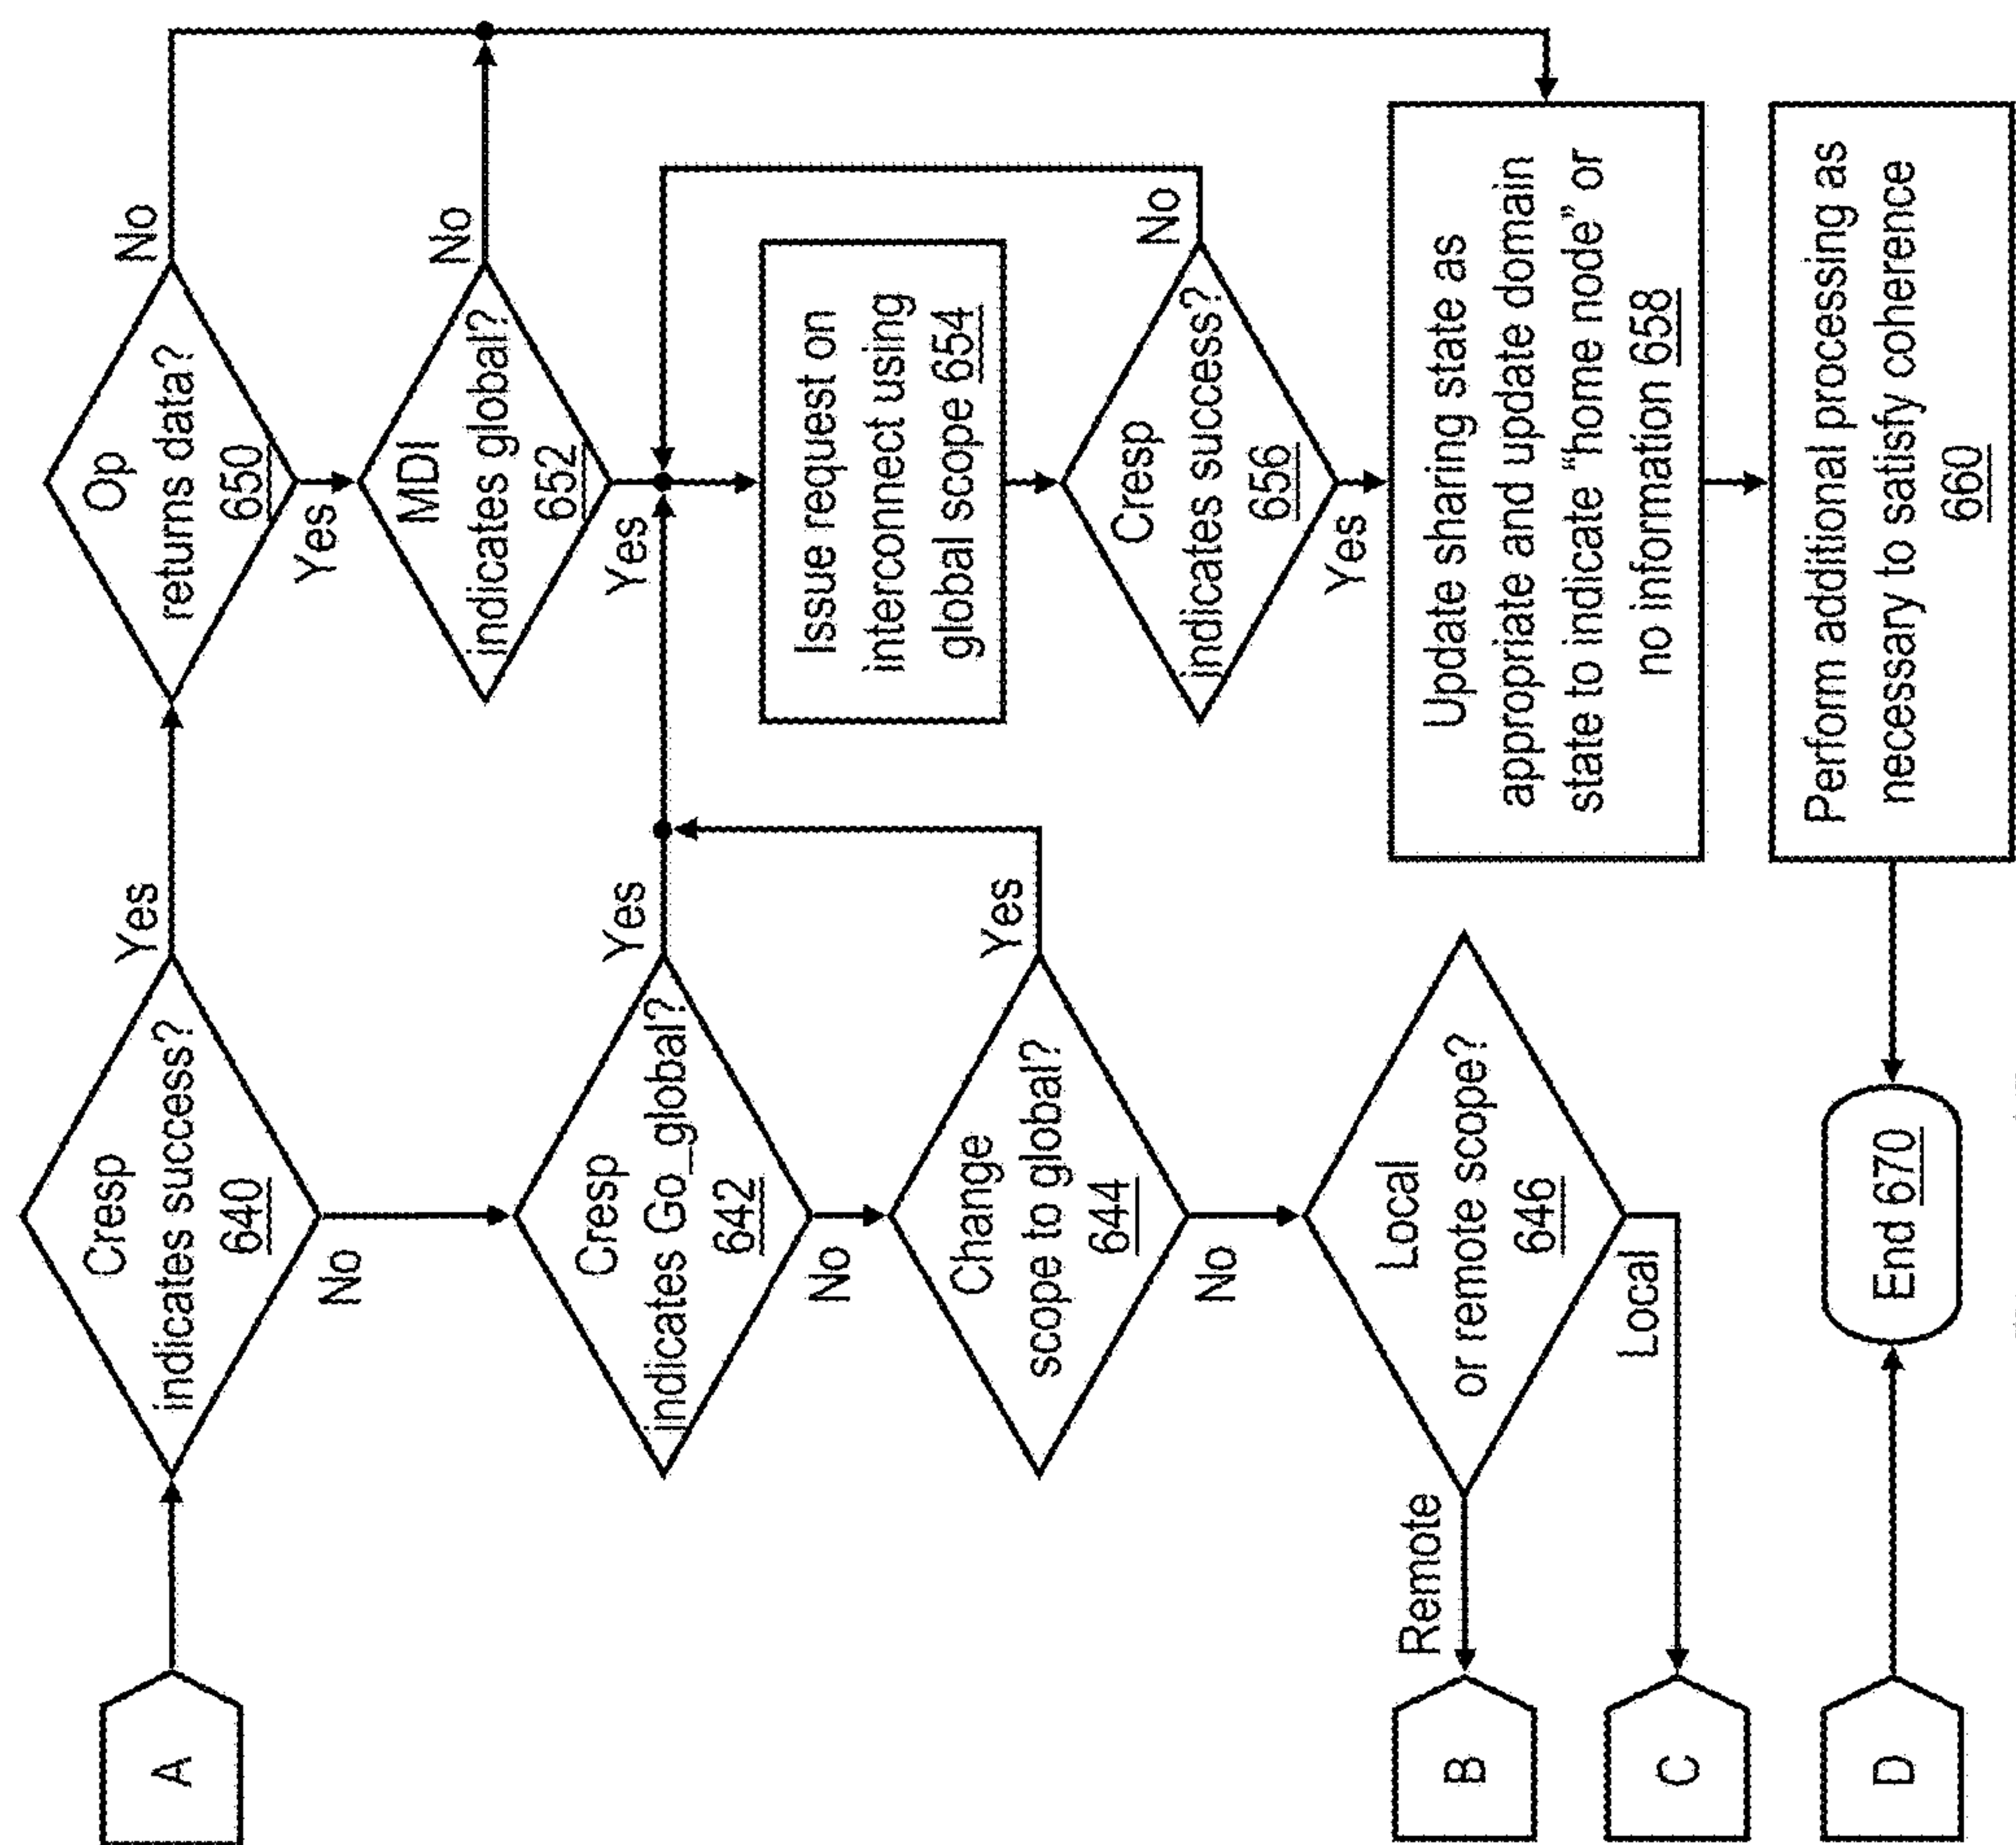 A
Cresp
indicates success?
640
Yes
No
Op
returns data?
650
No
Yes
MDI
indicates global?
652
No
Yes
Cresp
indicates Go_global?
642
Yes
No
Issue request on
interconnect using
global scope 654
Change
scope to global?
644
Yes
No
Cresp
indicates success?
656
No
Yes
Local
or remote scope?
646
Remote
Local
B
C
Update sharing state as
appropriate and update domain
state to indicate “home node” or
no information 658
Perform additional processing as
necessary to satisfy coherence
660
D
End 670